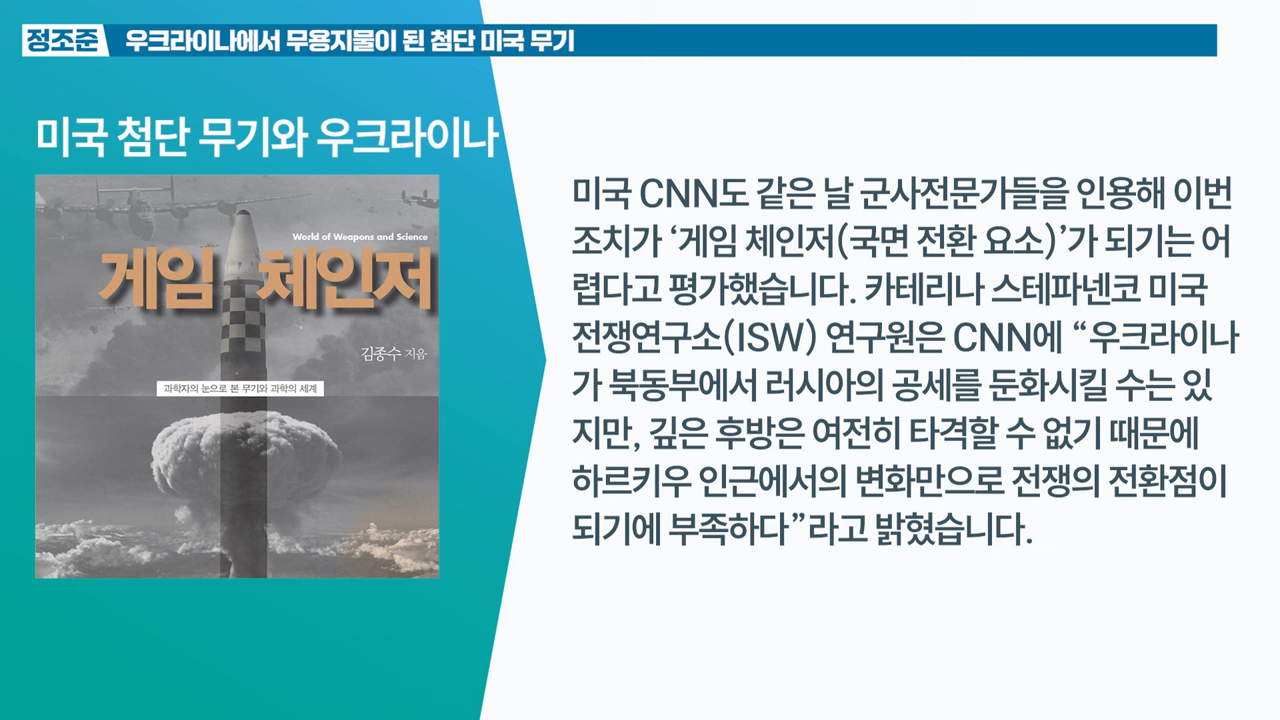 정조준 우크라이나에서 무용지물이 된 첨단 미국 무기
미국 첨단 무기와 우크라이나
World of Weapons and Science
게임 체인저
김종수 지음
과학자의 눈으로 본 무기와 과학의 세계
미국 CNN도 같은 날 군사전문가들을 인용해 이번
조치가 ‘게임 체인저(국면 전환 요소)’가 되기는 어
렵다고 평가했습니다. 카테리나 스테파넨코 미국
전쟁연구소(ISW) 연구원은 CNN에 “우크라이나
가 북동부에서 러시아의 공세를 둔화시킬 수는 있
지만, 깊은 후방은 여전히 타격할 수 없기 때문에
하르키우 인근에서의 변화만으로 전쟁의 전환점이
되기에 부족하다”라고 밝혔습니다.